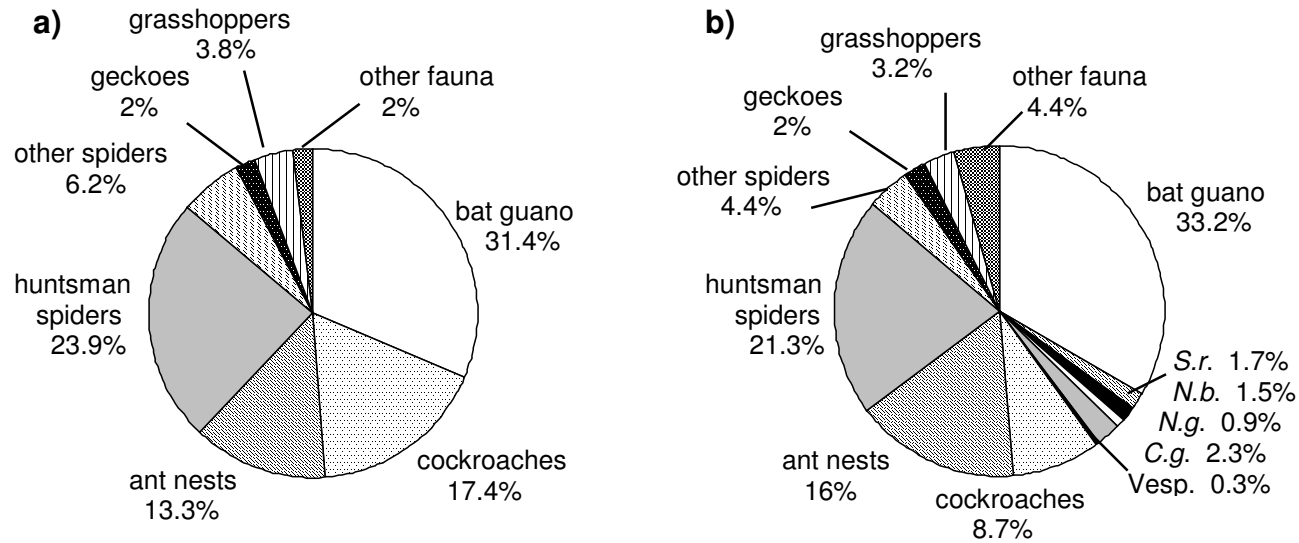 a)
grasshoppers
3.8%
geckoes
2%
other fauna
2%
other spiders
6.2%
bat guano
31.4%
huntsman
spiders
23.9%
ant nests
13.3%
cockroaches
17.4%
b)
grasshoppers
3.2%
geckoes
2%
other fauna
4.4%
other spiders
4.4%
bat guano
33.2%
huntsman
spiders
21.3%
S.r. 1.7%
N.b. 1.5%
N.g. 0.9%
C.g. 2.3%
Vesp. 0.3%
ant nests
16%
cockroaches
8.7%